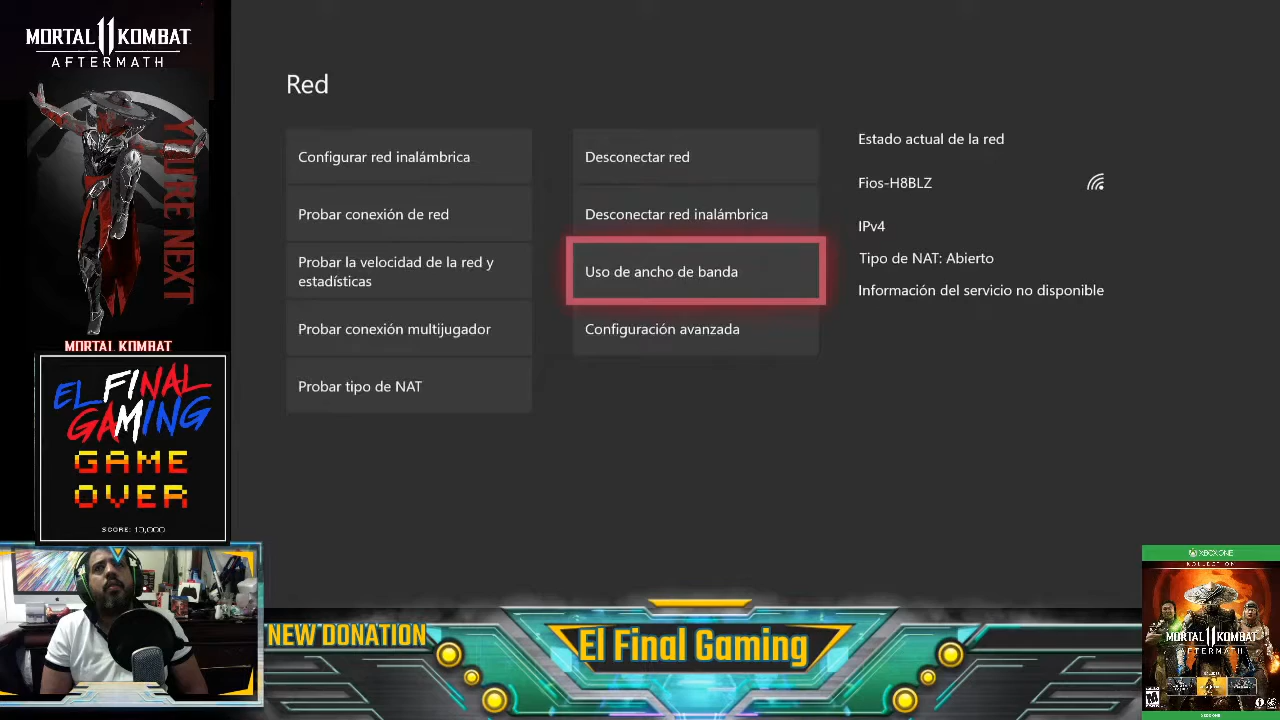 MORTAL 11 KOMBAT
AFTERMATH
YOU'RE NEXT
MORTAL KOMBAT
EL FINAL
GAMING
GAME
OVER
SCORE: 10,000
Red
Configurar red inalámbrica
Probar conexión de red
Probar la velocidad de la red y
estadísticas
Probar conexión multijugador
Probar tipo de NAT
Desconectar red
Desconectar red inalámbrica
Uso de ancho de banda
Configuración avanzada
Estado actual de la red
Fios-H8BLZ
IPv4
Tipo de NAT: Abierto
Información del servicio no disponible
NEW DONATION
El Final Gaming
XBOX ONE
KOLLECTION
MORTAL 11 KOMBAT
AFTERMATH